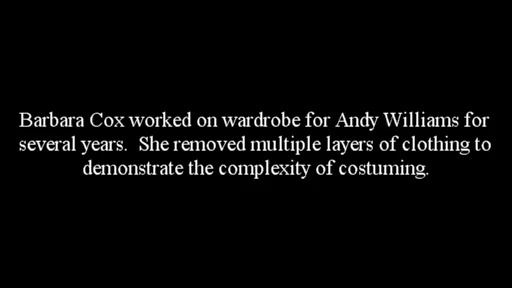 Barbara Cox worked on wardrobe for Andy Williams for
several years.  She removed multiple layers of clothing to
demonstrate the complexity of costuming.